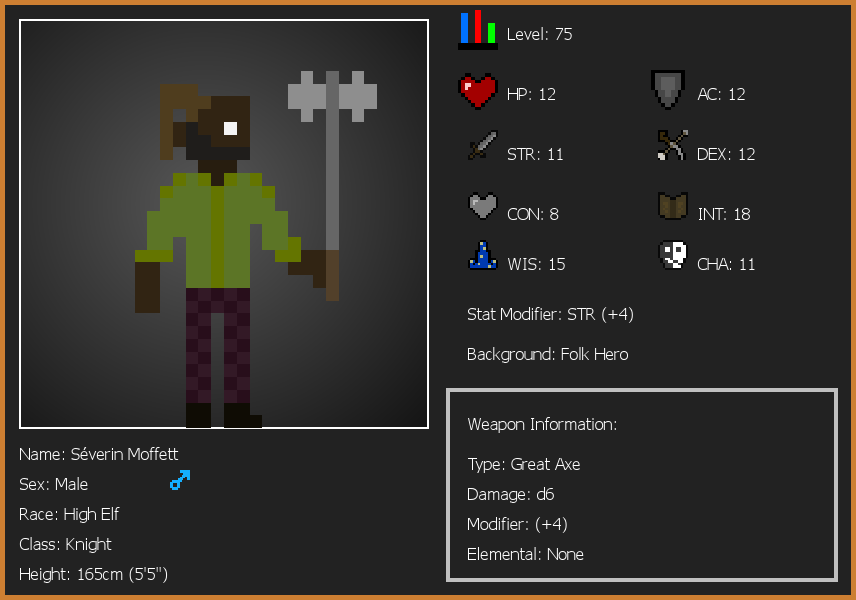 Level: 75
HP: 12
AC: 12
STR: 11
DEX: 12
CON: 8
INT: 18
WIS: 15
CHA: 11
Stat Modifier: STR (+4)
Background: Folk Hero
Weapon Information:
Type: Great Axe
Damage: d6
Modifier: (+4)
Elemental: None
Name: Séverin Moffett
Sex: Male
Race: High Elf
Class: Knight
Height: 165cm (5'5")